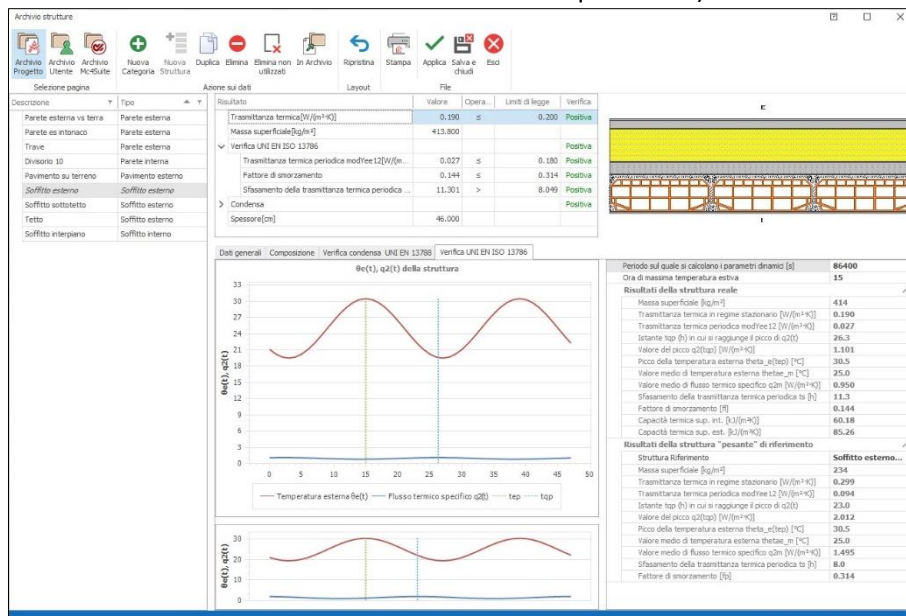 Archivio strutture
Archivio Progetto
Archivio Utente
Archivio Mc4Suite
Nuova Categoria
Nuova Struttura
Duplica
Elimina
Elimina non utilizzati
In Archivio
Ripristina
Stampa
Applica
Salva e chiudi
Esci
Selezione pagina
Azione sui dati
Layout
File
Descrizione Tipo
Parete esterna vs terra Parete esterna
Parete es intonaco Parete esterna
Trave Parete esterna
Divisorio 10 Parete interna
Pavimento su terreno Pavimento esterno
Soffitto esterno Soffitto esterno
Soffitto sottotetto Soffitto esterno
Tetto Soffitto esterno
Soffitto interpiano Soffitto interno
Risultato Valore Opera... Limiti di legge Verifica
Trasmittanza termica[W/(m²·K)] 0.190 ≤ 0.200 Positiva
Massa superficiale[kg/m²] 413.800
Verifica UNI EN ISO 13786 Positiva
Trasmittanza termica periodica modYee12[W/(m... 0.027 ≤ 0.180 Positiva
Fattore di smorzamento 0.144 ≤ 0.314 Positiva
Sfasamento della trasmittanza termica periodica ... 11.301 > 8.049 Positiva
Condensa Positiva
Spessore[cm] 46.000
E
I
Dati generali Composizione Verifica condensa UNI EN 13788 Verifica UNI EN ISO 13786
θe(t), q2(t) della struttura
θe(t), q2(t)
33
30
27
24
21
18
15
12
9
6
3
0
0 5 10 15 20 25 30 35 40 45 50
Temperatura esterna θe(t) Flusso termico specifico q2(t) tep tqp
θe(t), q2(t)
30
20
10
0
Periodo sul quale si calcolano i parametri dinamici [s] 86400
Ora di massima temperatura estiva 15
Risultati della struttura reale
Massa superficiale [kg/m²] 414
Trasmittanza termica in regime stazionario [W/(m²·K)] 0.190
Trasmittanza termica periodica modYee12 [W/(m²·K)] 0.027
Istante tqp (h) in cui si raggiunge il picco di q2(t) 26.3
Valore del picco q2(tqp) [W/(m²·K)] 1.101
Picco della temperatura esterna theta_e(tep) [°C] 30.5
Valore medio di temperatura esterna thetae_m [°C] 25.0
Valore medio di flusso termico specifico q2m [W/(m²·K)] 0.950
Sfasamento della trasmittanza termica periodica ts [h] 11.3
Fattore di smorzamento [fl] 0.144
Capacità termica sup. int. [kJ/(m²K)] 60.18
Capacità termica sup. est. [kJ/(m²K)] 85.26
Risultati della struttura "pesante" di riferimento
Struttura Riferimento Soffitto esterno...
Massa superficiale [kg/m²] 234
Trasmittanza termica in regime stazionario [W/(m²·K)] 0.299
Trasmittanza termica periodica modYee12 [W/(m²·K)] 0.094
Istante tqp (h) in cui si raggiunge il picco di q2(t) 23.0
Valore del picco q2(tqp) [W/(m²·K)] 2.012
Picco della temperatura esterna theta_e(tep) [°C] 30.5
Valore medio di temperatura esterna thetae_m [°C] 25.0
Valore medio di flusso termico specifico q2m [W/(m²·K)] 1.495
Sfasamento della trasmittanza termica periodica ts [h] 8.0
Fattore di smorzamento [fp] 0.314